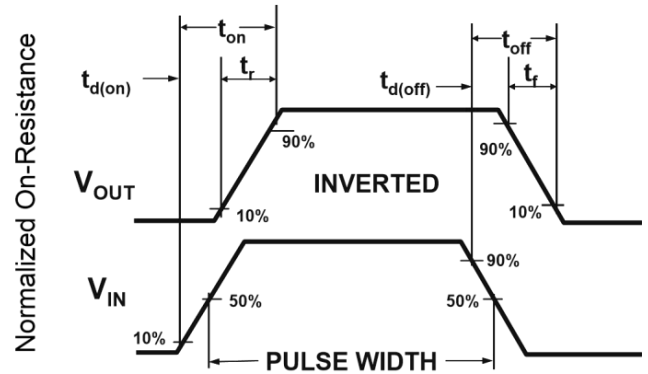 Normalized On-Resistance
t_on
t_off
t_d(on)
t_r
t_d(off)
t_f
90%
90%
V_OUT
INVERTED
10%
10%
V_IN
90%
50%
50%
10%
PULSE WIDTH